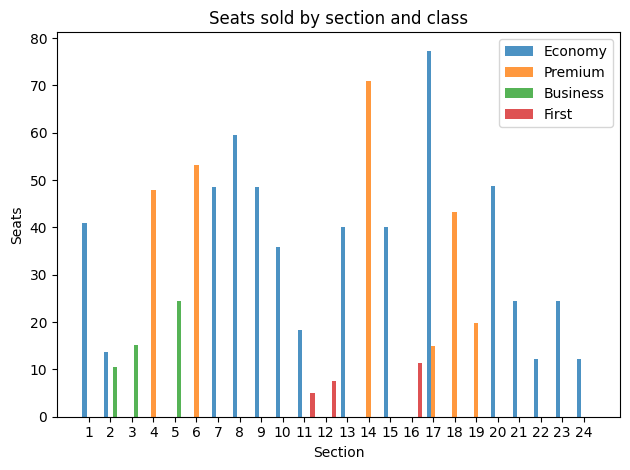 Seats sold by section and class
80
70
60
50
40
30
20
10
0
Seats
Economy
Premium
Business
First
1 2 3 4 5 6 7 8 9 10 11 12 13 14 15 16 17 18 19 20 21 22 23 24
Section